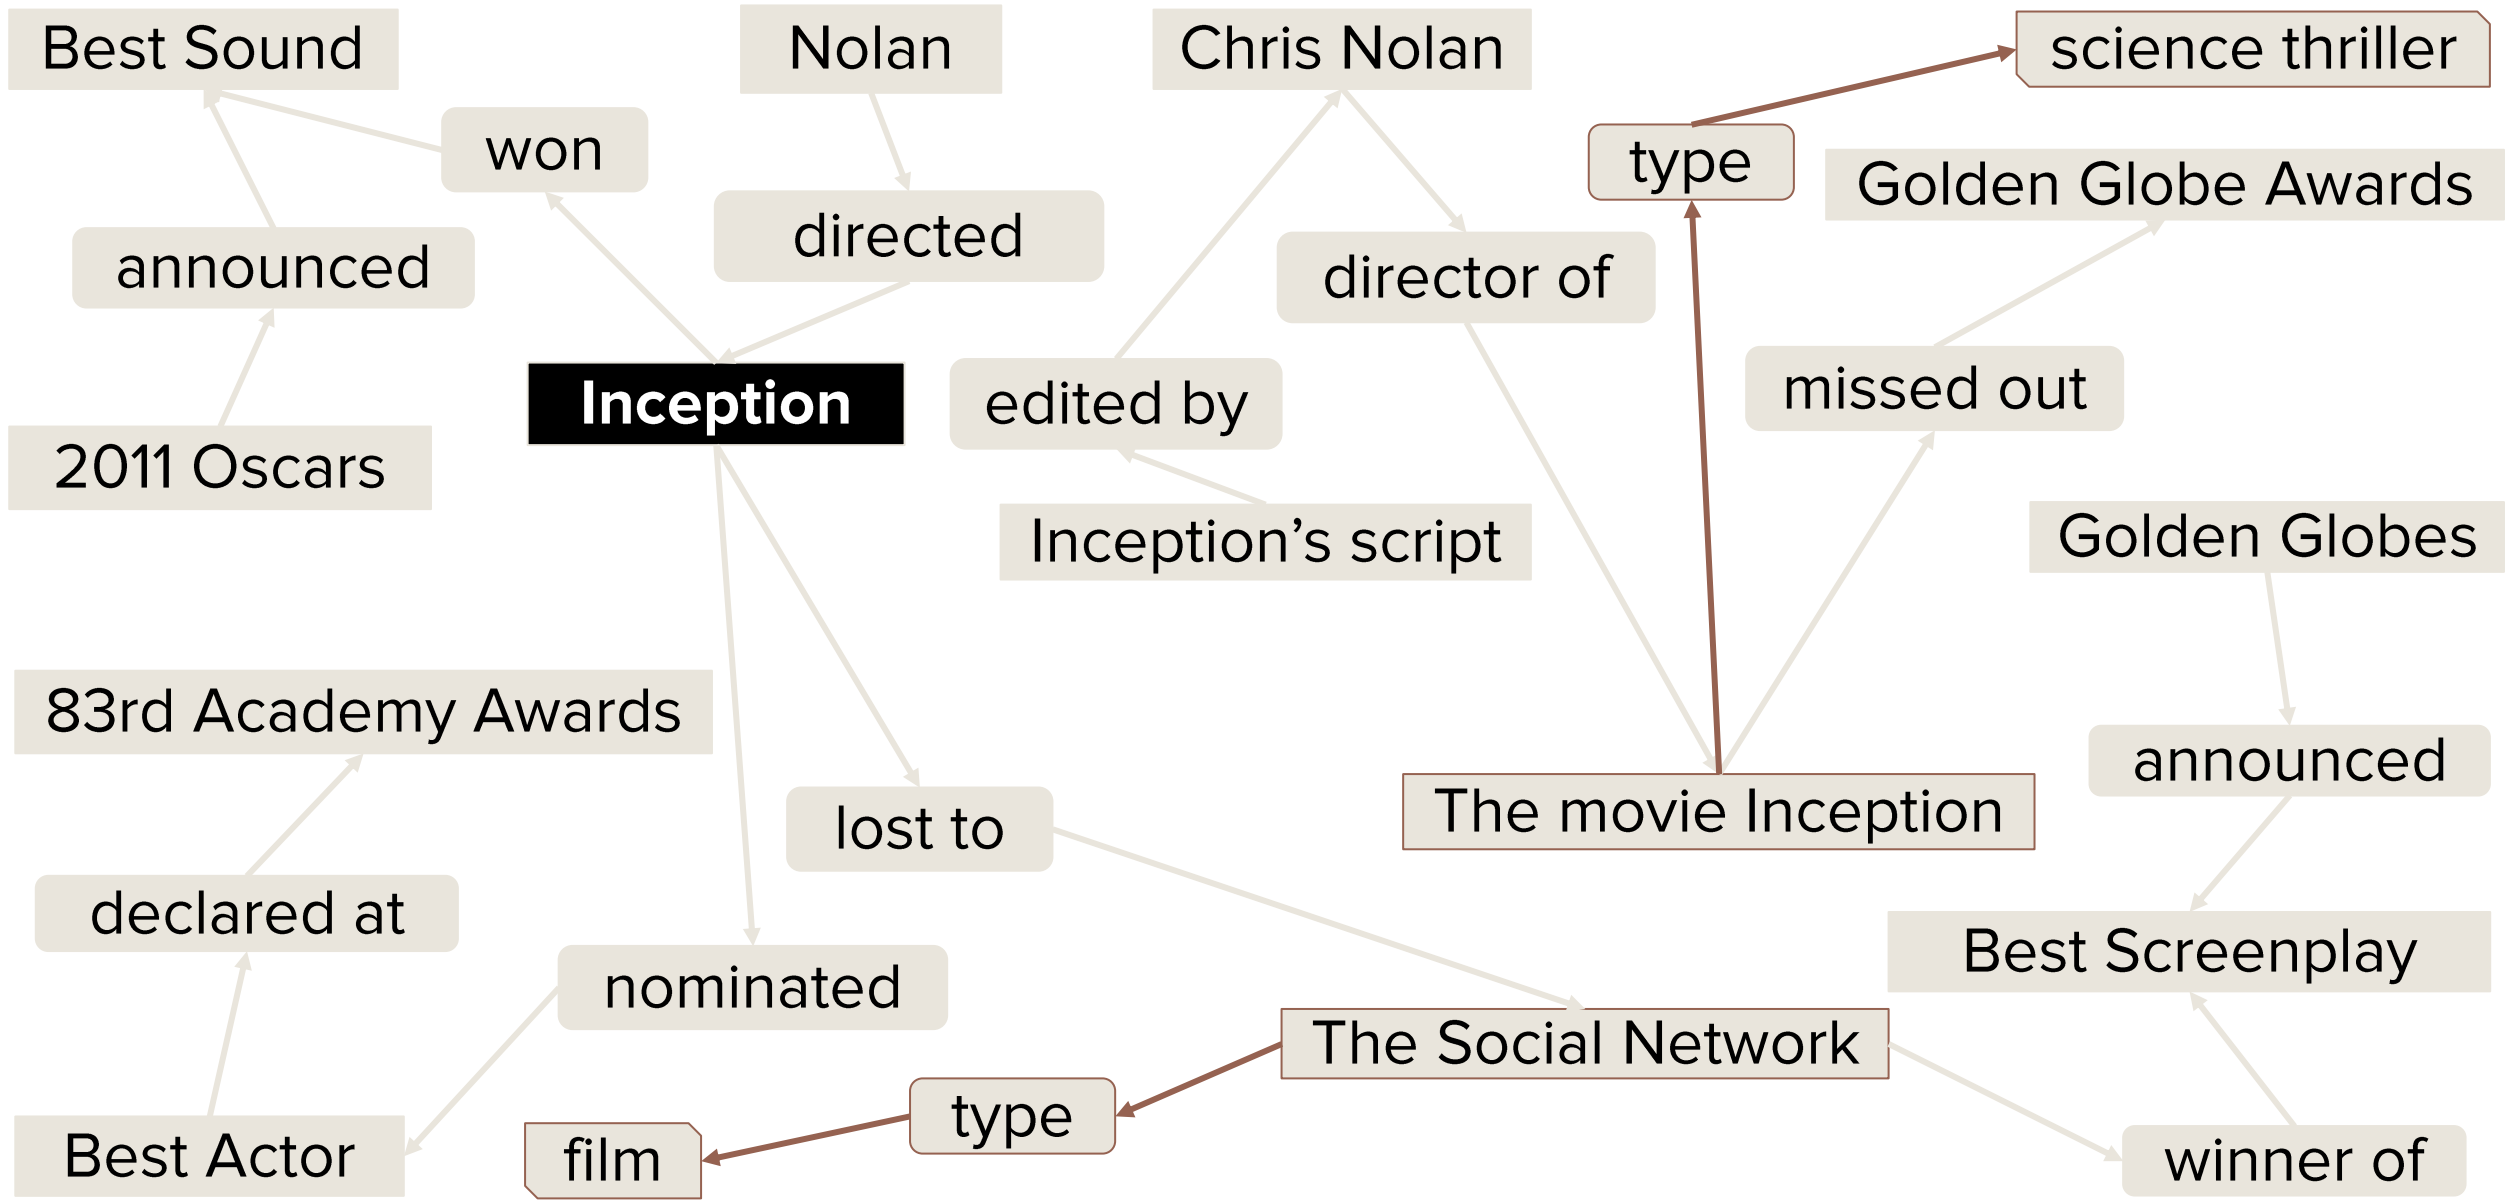 Best Sound
Nolan
Chris Nolan
science thriller
won
type
Golden Globe Awards
directed
announced
director of
Inception
edited by
missed out
2011 Oscars
Inception’s script
Golden Globes
83rd Academy Awards
announced
lost to
The movie Inception
declared at
Best Screenplay
nominated
The Social Network
type
Best Actor
film
winner of